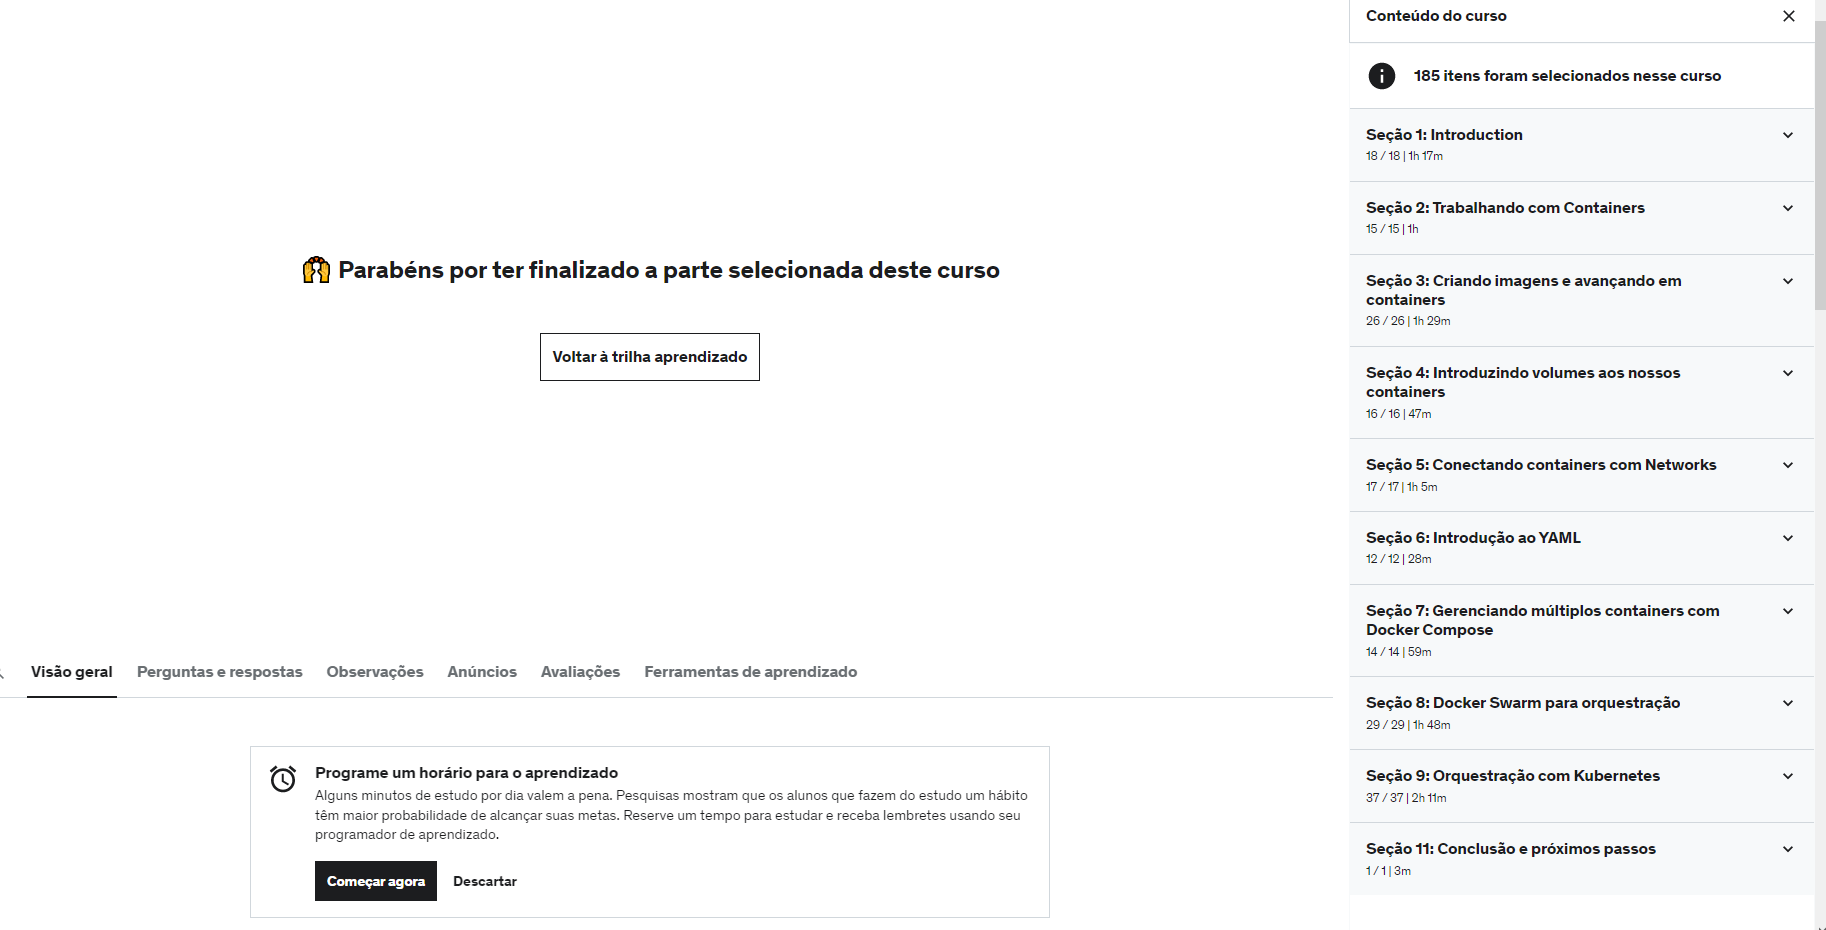 Conteúdo do curso
185 itens foram selecionados nesse curso
Seção 1: Introduction
18 / 18 | 1h 17m
Seção 2: Trabalhando com Containers
15 / 15 | 1h
Seção 3: Criando imagens e avançando em
containers
26 / 26 | 1h 29m
Seção 4: Introduzindo volumes aos nossos
containers
16 / 16 | 47m
Seção 5: Conectando containers com Networks
17 / 17 | 1h 5m
Seção 6: Introdução ao YAML
12 / 12 | 28m
Seção 7: Gerenciando múltiplos containers com
Docker Compose
14 / 14 | 59m
Seção 8: Docker Swarm para orquestração
29 / 29 | 1h 48m
Seção 9: Orquestração com Kubernetes
37 / 37 | 2h 11m
Seção 11: Conclusão e próximos passos
1 / 1 | 3m
Parabéns por ter finalizado a parte selecionada deste curso
Voltar à trilha aprendizado
Visão geral Perguntas e respostas Observações Anúncios Avaliações Ferramentas de aprendizado
Programe um horário para o aprendizado
Alguns minutos de estudo por dia valem a pena. Pesquisas mostram que os alunos que fazem do estudo um hábito
têm maior probabilidade de alcançar suas metas. Reserve um tempo para estudar e receba lembretes usando seu
programador de aprendizado.
Começar agora Descartar